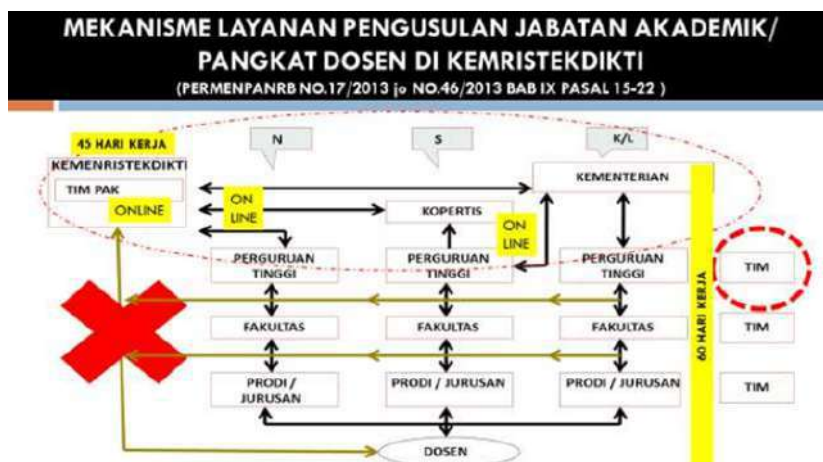 MEKANISME LAYANAN PENGUSULAN JABATAN AKADEMIK/
PANGKAT DOSEN DI KEMRISTEKDIKTI
(PERMENPANRB NO.17/2013 jo NO.46/2013 BAB IX PASAL 15-22 )
45 HARI KERJA
N
S
K/L
KEMENRISTEKDIKTI
TIM PAK
ONLINE
ON
LINE
KOPERTIS
ON
LINE
KEMENTERIAN
PERGURUAN
TINGGI
PERGURUAN
TINGGI
PERGURUAN
TINGGI
TIM
FAKULTAS
FAKULTAS
FAKULTAS
TIM
PRODI /
JURUSAN
PRODI / JURUSAN
PRODI / JURUSAN
TIM
60 HARI KERJA
DOSEN